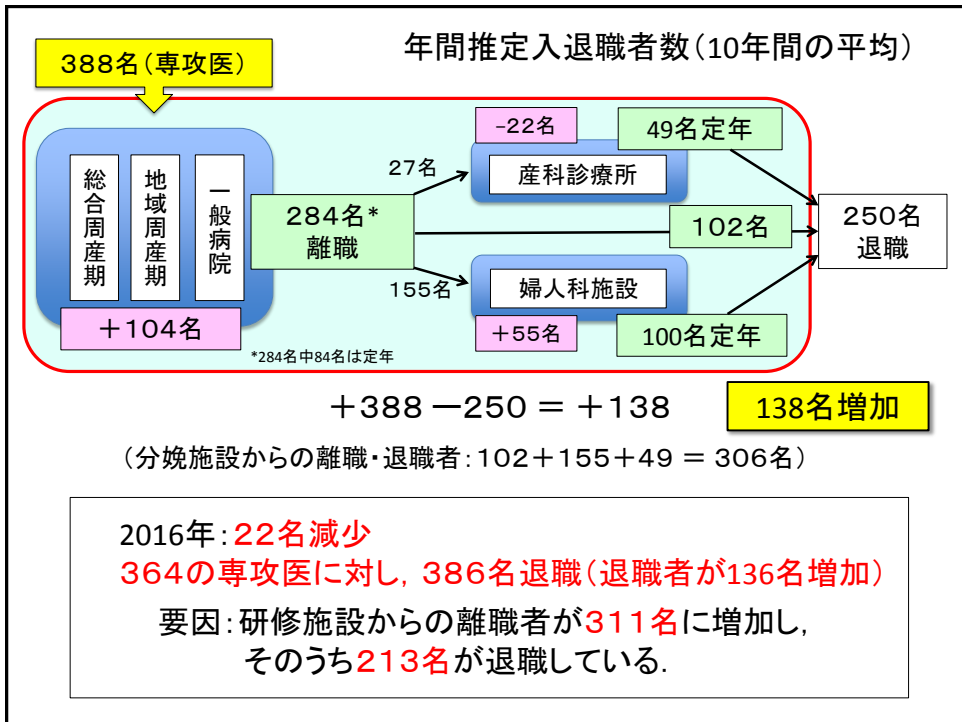 年間推定入退職者数(10年間の平均)
388名(専攻医)
総合周産期
地域周産期
一般病院
+104名
284名*
離職
*284名中84名は定年
27名
155名
-22名
産科診療所
49名定年
102名
婦人科施設
+55名
100名定年
250名
退職
+388 -250 = +138
138名増加
(分娩施設からの離職・退職者:102+155+49 = 306名)
2016年:22名減少
364の専攻医に対し, 386名退職(退職者が136名増加)
要因:研修施設からの離職者が311名に増加し,
そのうち213名が退職している.